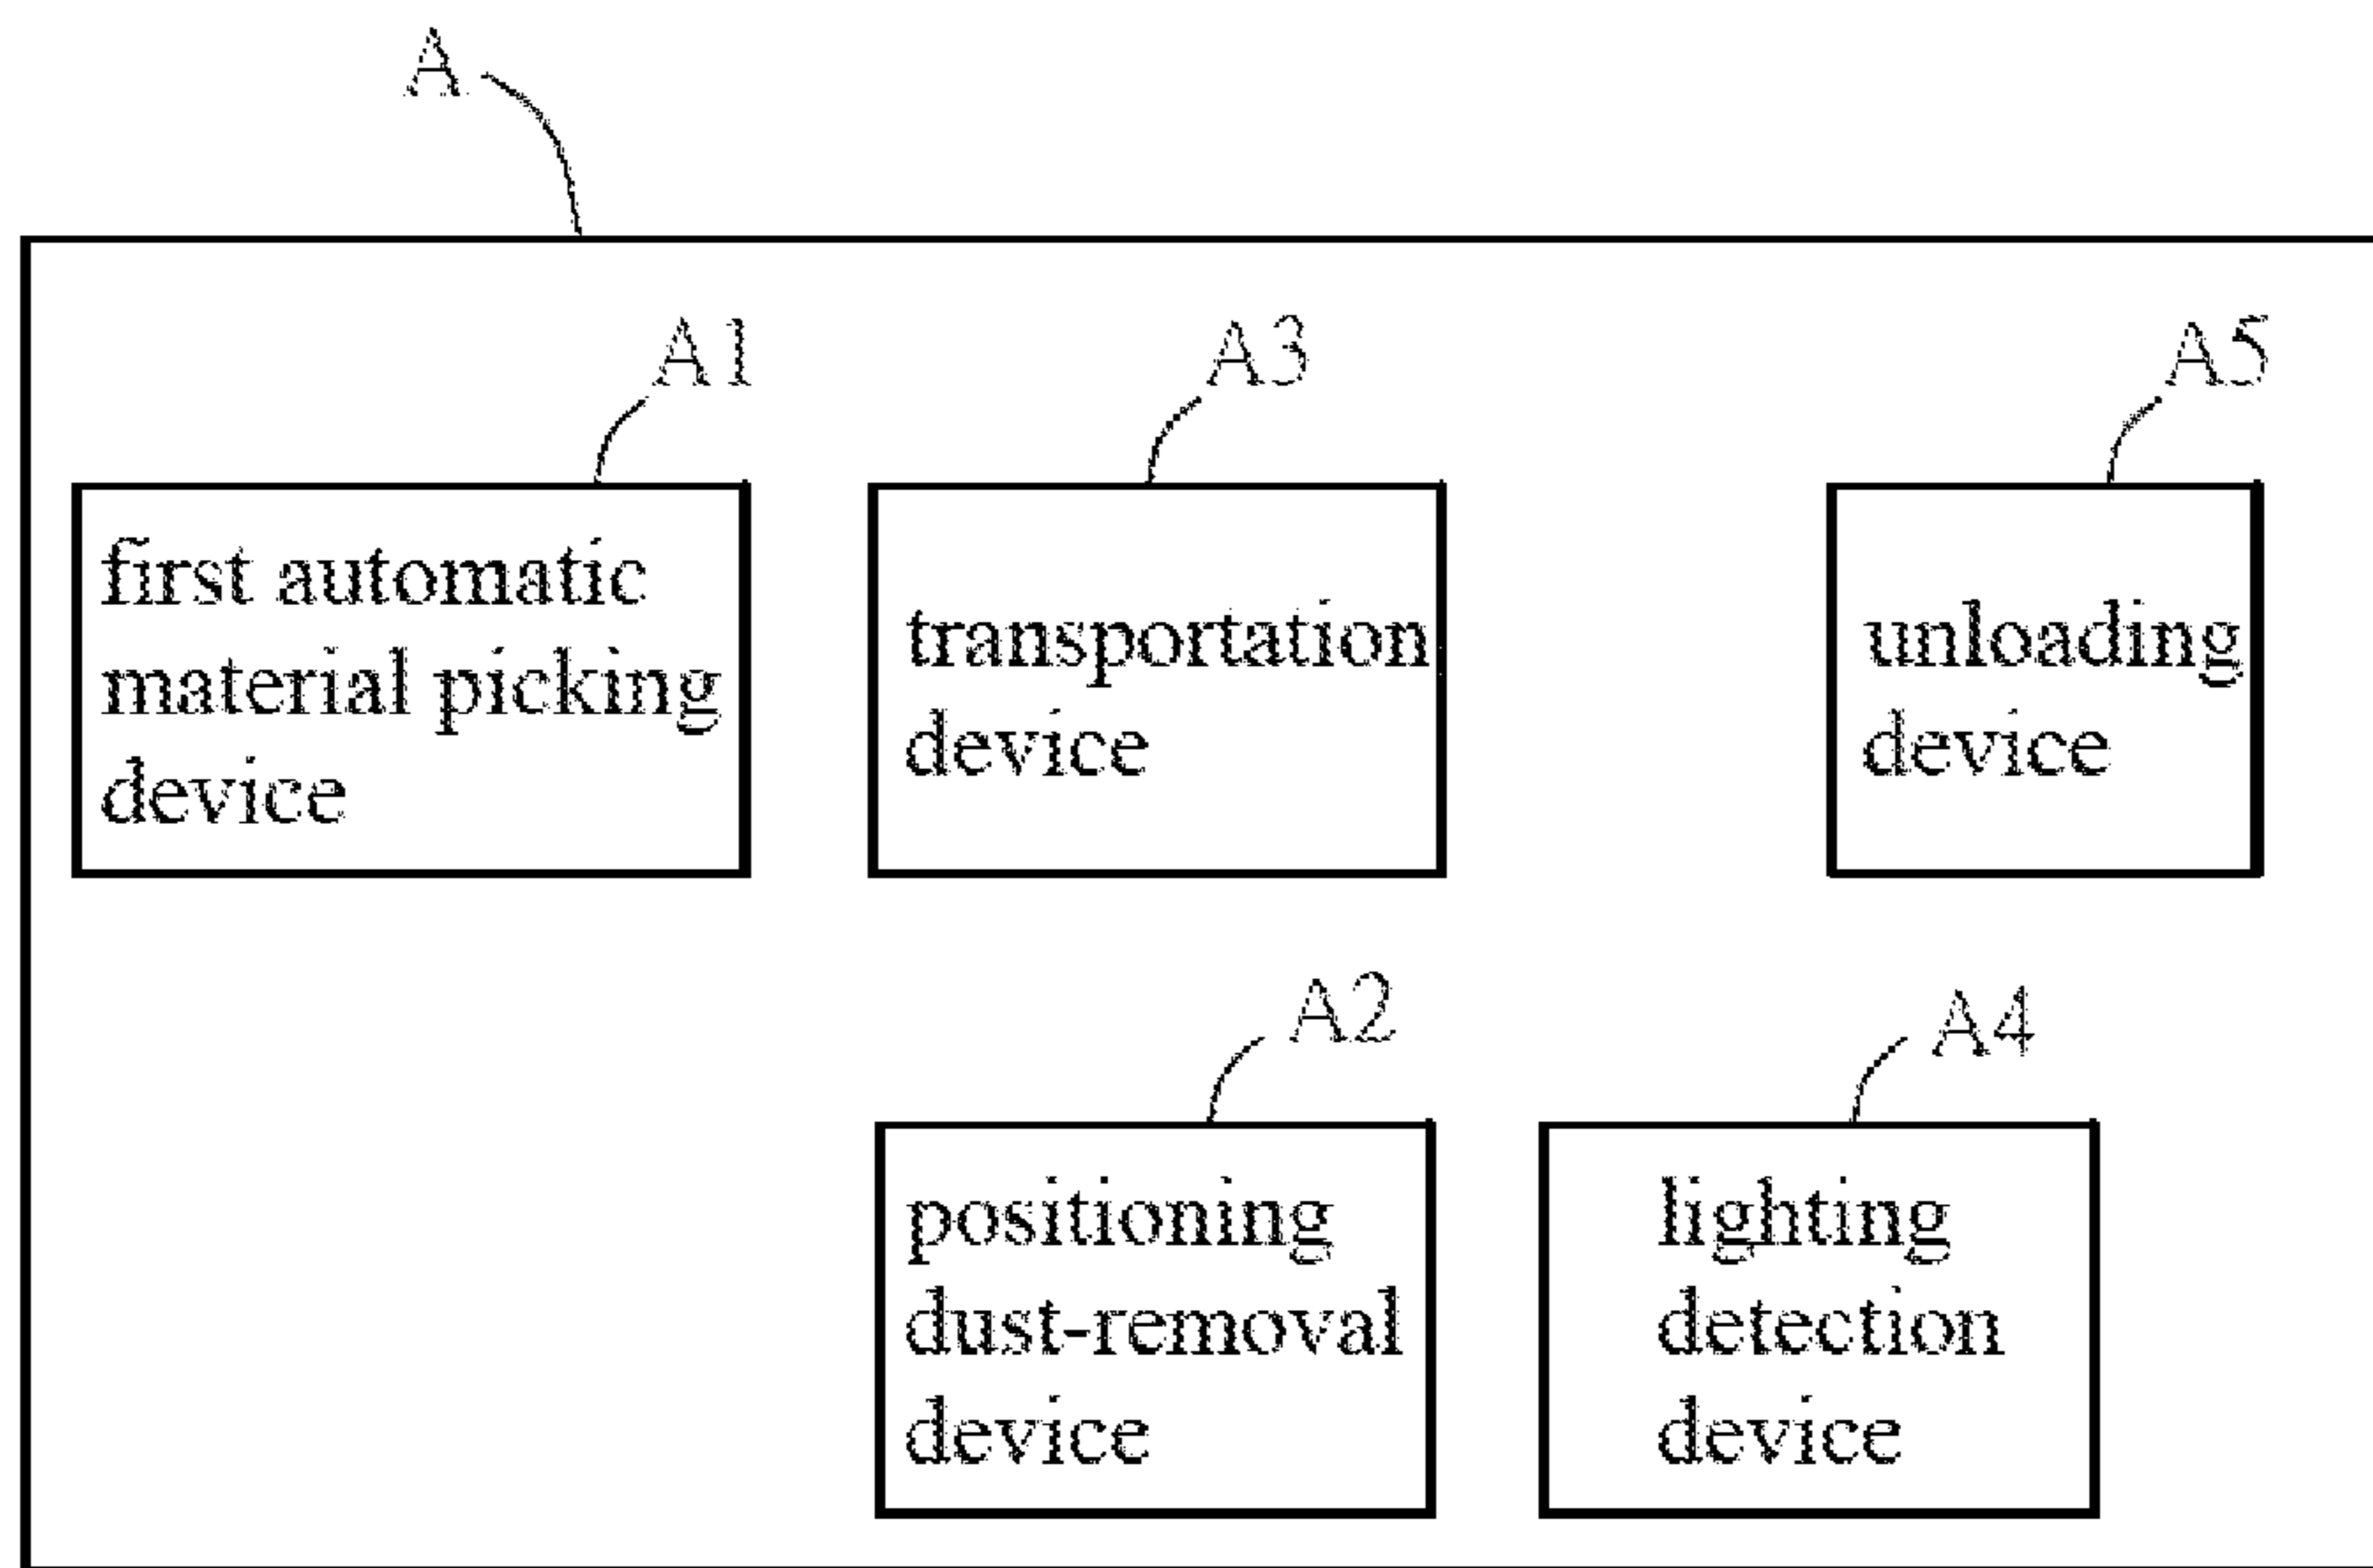 A
A1
first automatic
material picking
device
A3
transportation
device
A5
unloading
device
A2
positioning
dust-removal
device
A4
lighting
detection
device